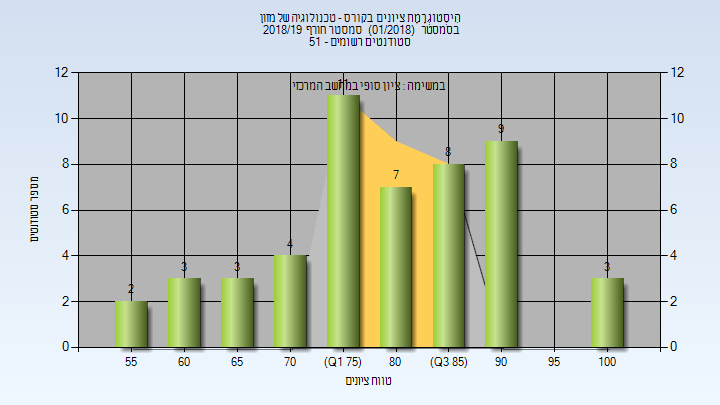 היסטוגרמת ציונים בקורס - טכנולוגיה של מזון
בסמסטר (01/2018) סמסטר חורף 2018/19
סטודנטים רשומים - 51
במשימה : ציון סופי במחשב המרכזי
12 12
10 10
8 8
6 6
4 4
2 2
0 0
2 3 3 4 11 7 8 9 3
מספר סטודנטים
55 60 65 70 (Q1 75) 80 (Q3 85) 90 95 100
טווח ציונים